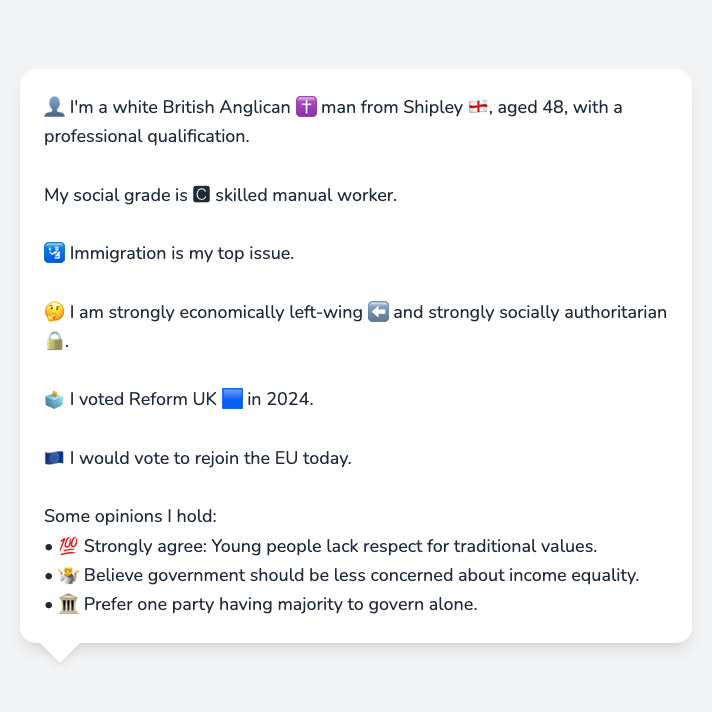 👤 I'm a white British Anglican ✝️ man from Shipley 🏴󠁧󠁢󠁥󠁮󠁧󠁿, aged 48, with a
professional qualification.
My social grade is 🅲 skilled manual worker.
🛂 Immigration is my top issue.
🤔 I am strongly economically left-wing ⬅️ and strongly socially authoritarian
🔒.
🗳️ I voted Reform UK 🟦 in 2024.
🇪🇺 I would vote to rejoin the EU today.
Some opinions I hold:
• 💯 Strongly agree: Young people lack respect for traditional values.
• 🤷 Believe government should be less concerned about income equality.
• 🏛️ Prefer one party having majority to govern alone.